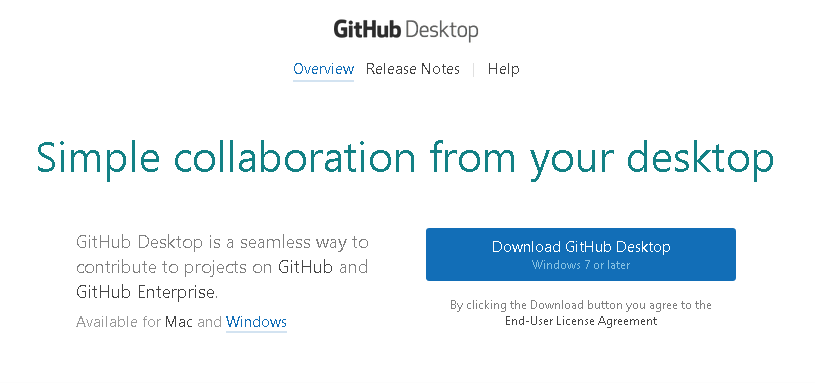 GitHub Desktop
Overview Release Notes | Help
Simple collaboration from your desktop
GitHub Desktop is a seamless way to
contribute to projects on GitHub and
GitHub Enterprise.
Available for Mac and Windows
Download GitHub Desktop
Windows 7 or later
By clicking the Download button you agree to the
End-User License Agreement